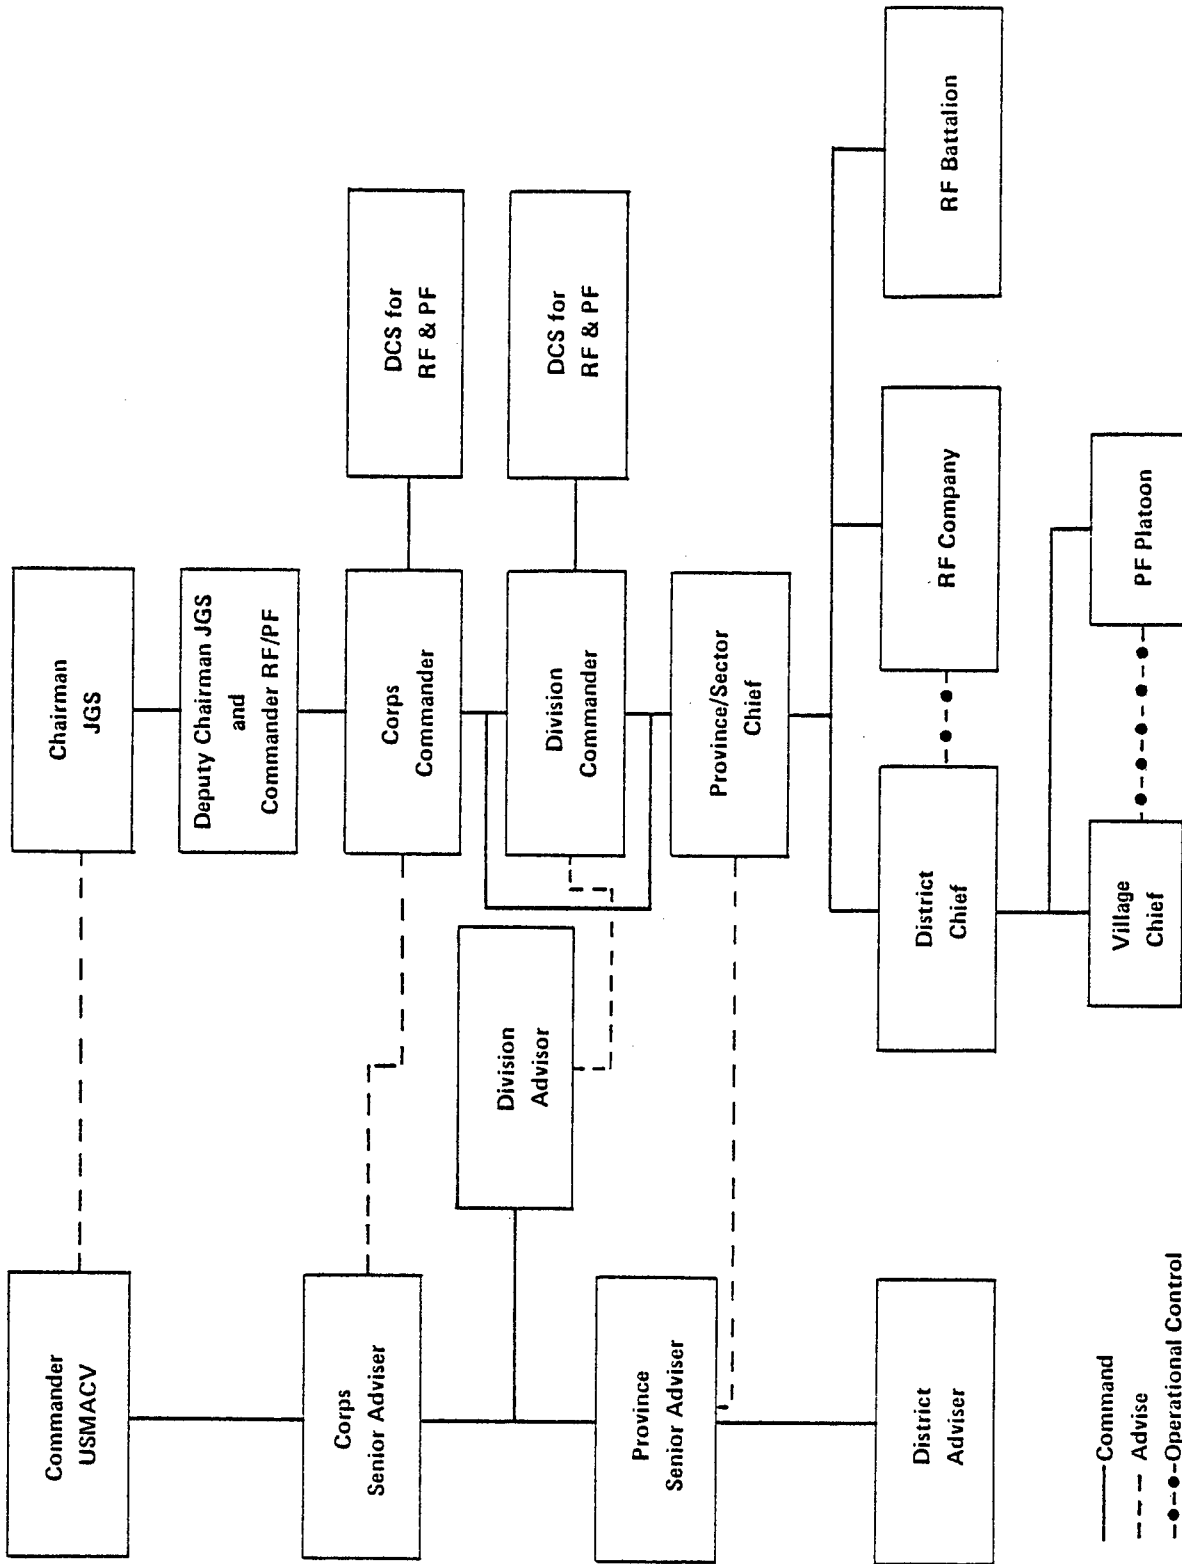 Commander
USMACV
Chairman
JGS
Deputy Chairman JGS
and
Commander RF/PF
Corps
Senior Adviser
Corps
Commander
DCS for
RF & PF
Division
Advisor
Division
Commander
DCS for
RF & PF
Province
Senior Adviser
Province/Sector
Chief
District
Adviser
District
Chief
RF Company
RF Battalion
Village
Chief
PF Platoon
Command
Advise
Operational Control